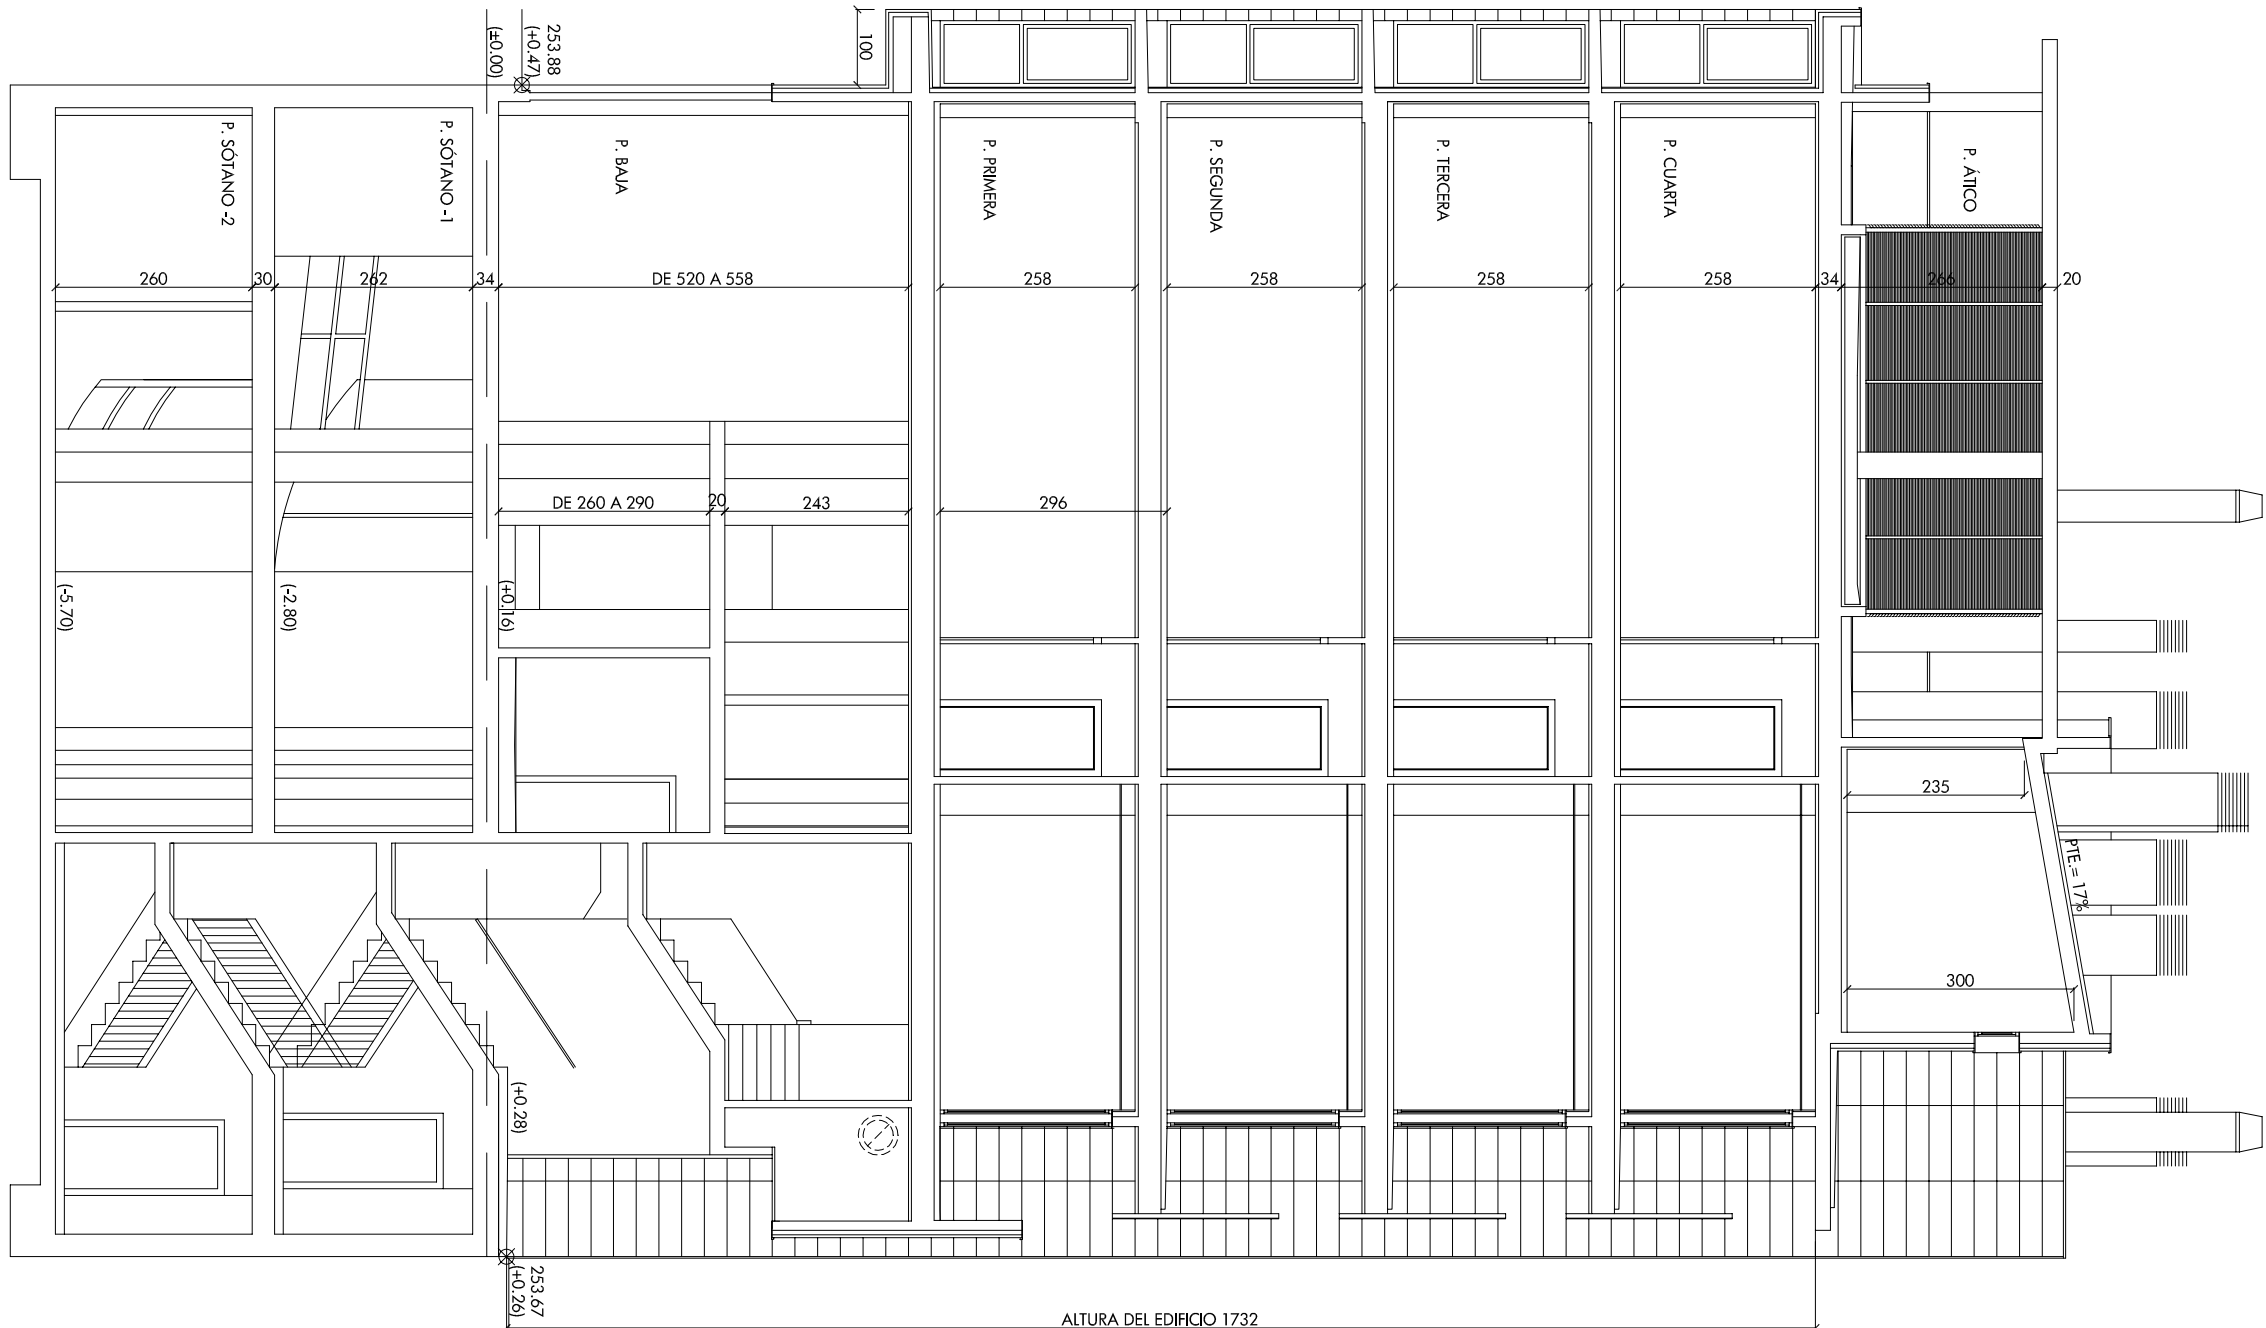 100
253.88
(+0.47)
(±0.00)
P. SÓTANO -2
P. SÓTANO -1
P. BAJA
P. PRIMERA
P. SEGUNDA
P. TERCERA
P. CUARTA
P. ÁTICO
260
30
262
34
DE 520 A 558
258
258
258
258
34
266
20
DE 260 A 290
20
243
296
(-5.70)
(-2.80)
(+0.16)
235
PTE.= 17%
300
(+0.28)
253.67
(+0.26)
ALTURA DEL EDIFICIO 1732